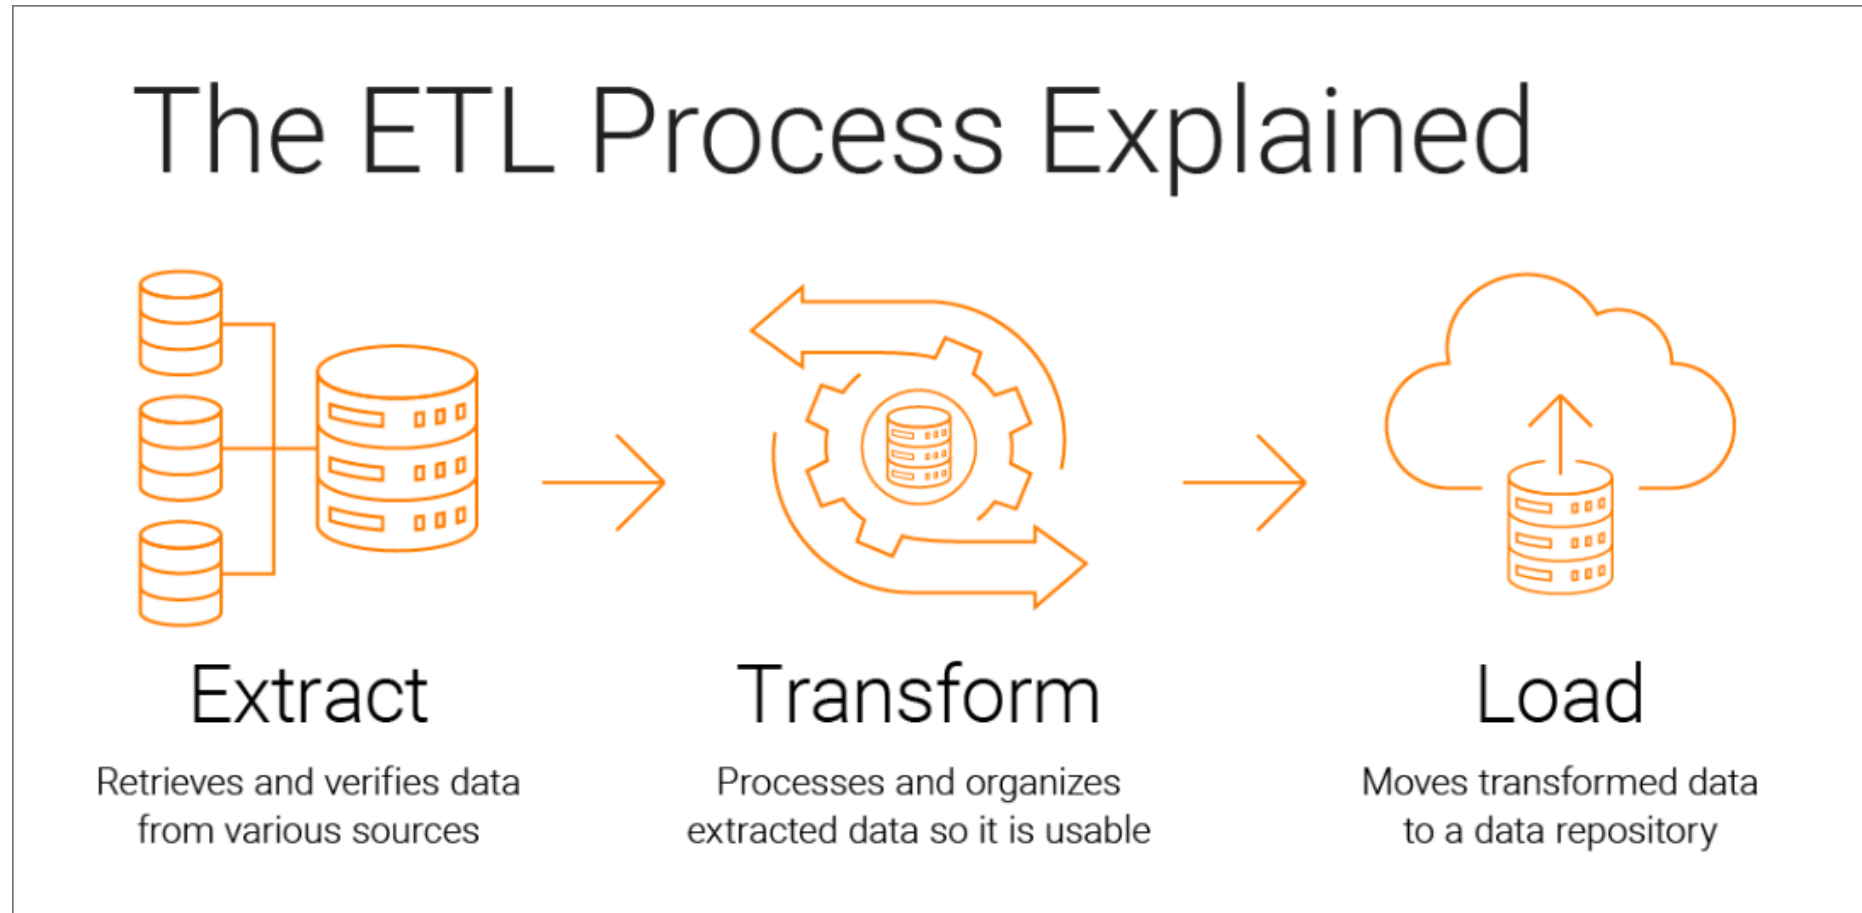 The ETL Process Explained
Extract
Retrieves and verifies data
from various sources
Transform
Processes and organizes
extracted data so it is usable
Load
Moves transformed data
to a data repository